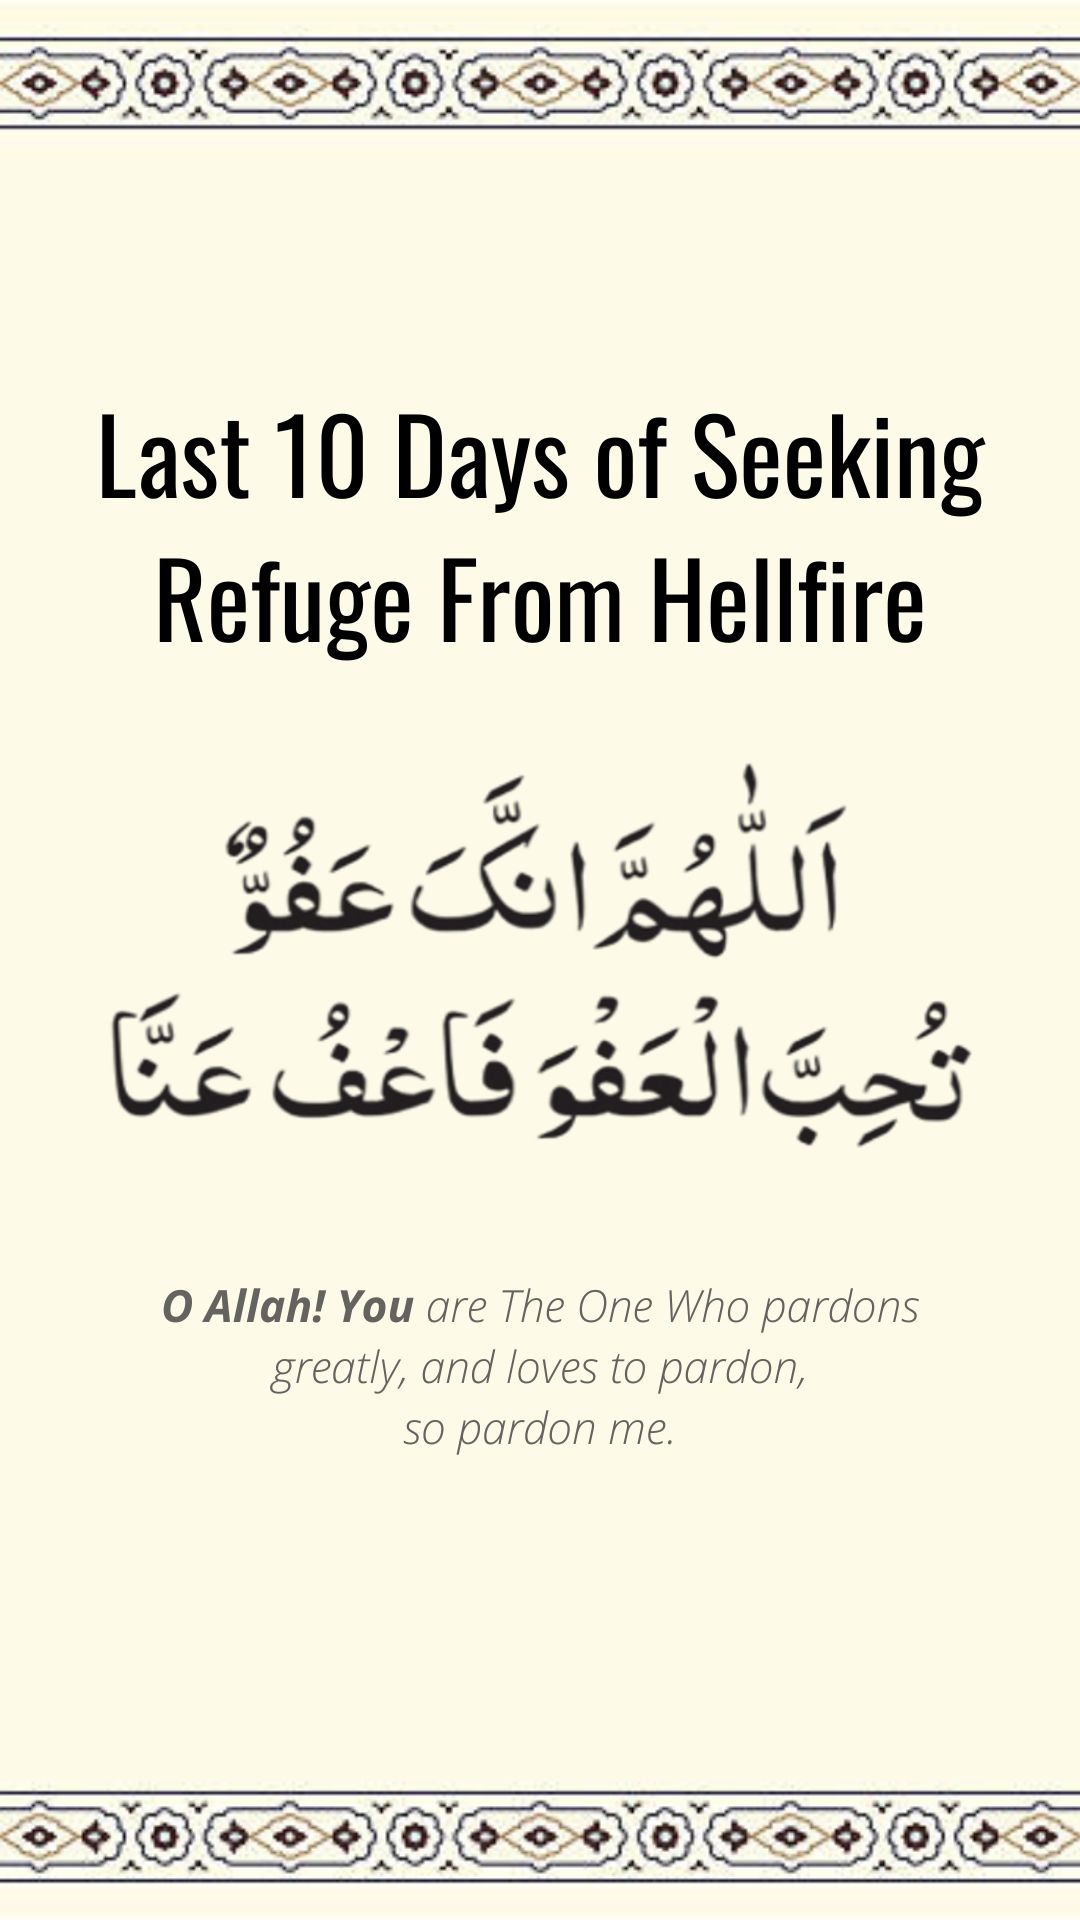 Last 10 Days of Seeking
Refuge From Hellfire
اَللّٰهُمَّ انَّکَ عَفُوٌّ
تُحِبَّ الْعَفْوَ فَاعْفُ عَنَّا
O Allah! You are The One Who pardons
greatly, and loves to pardon,
so pardon me.